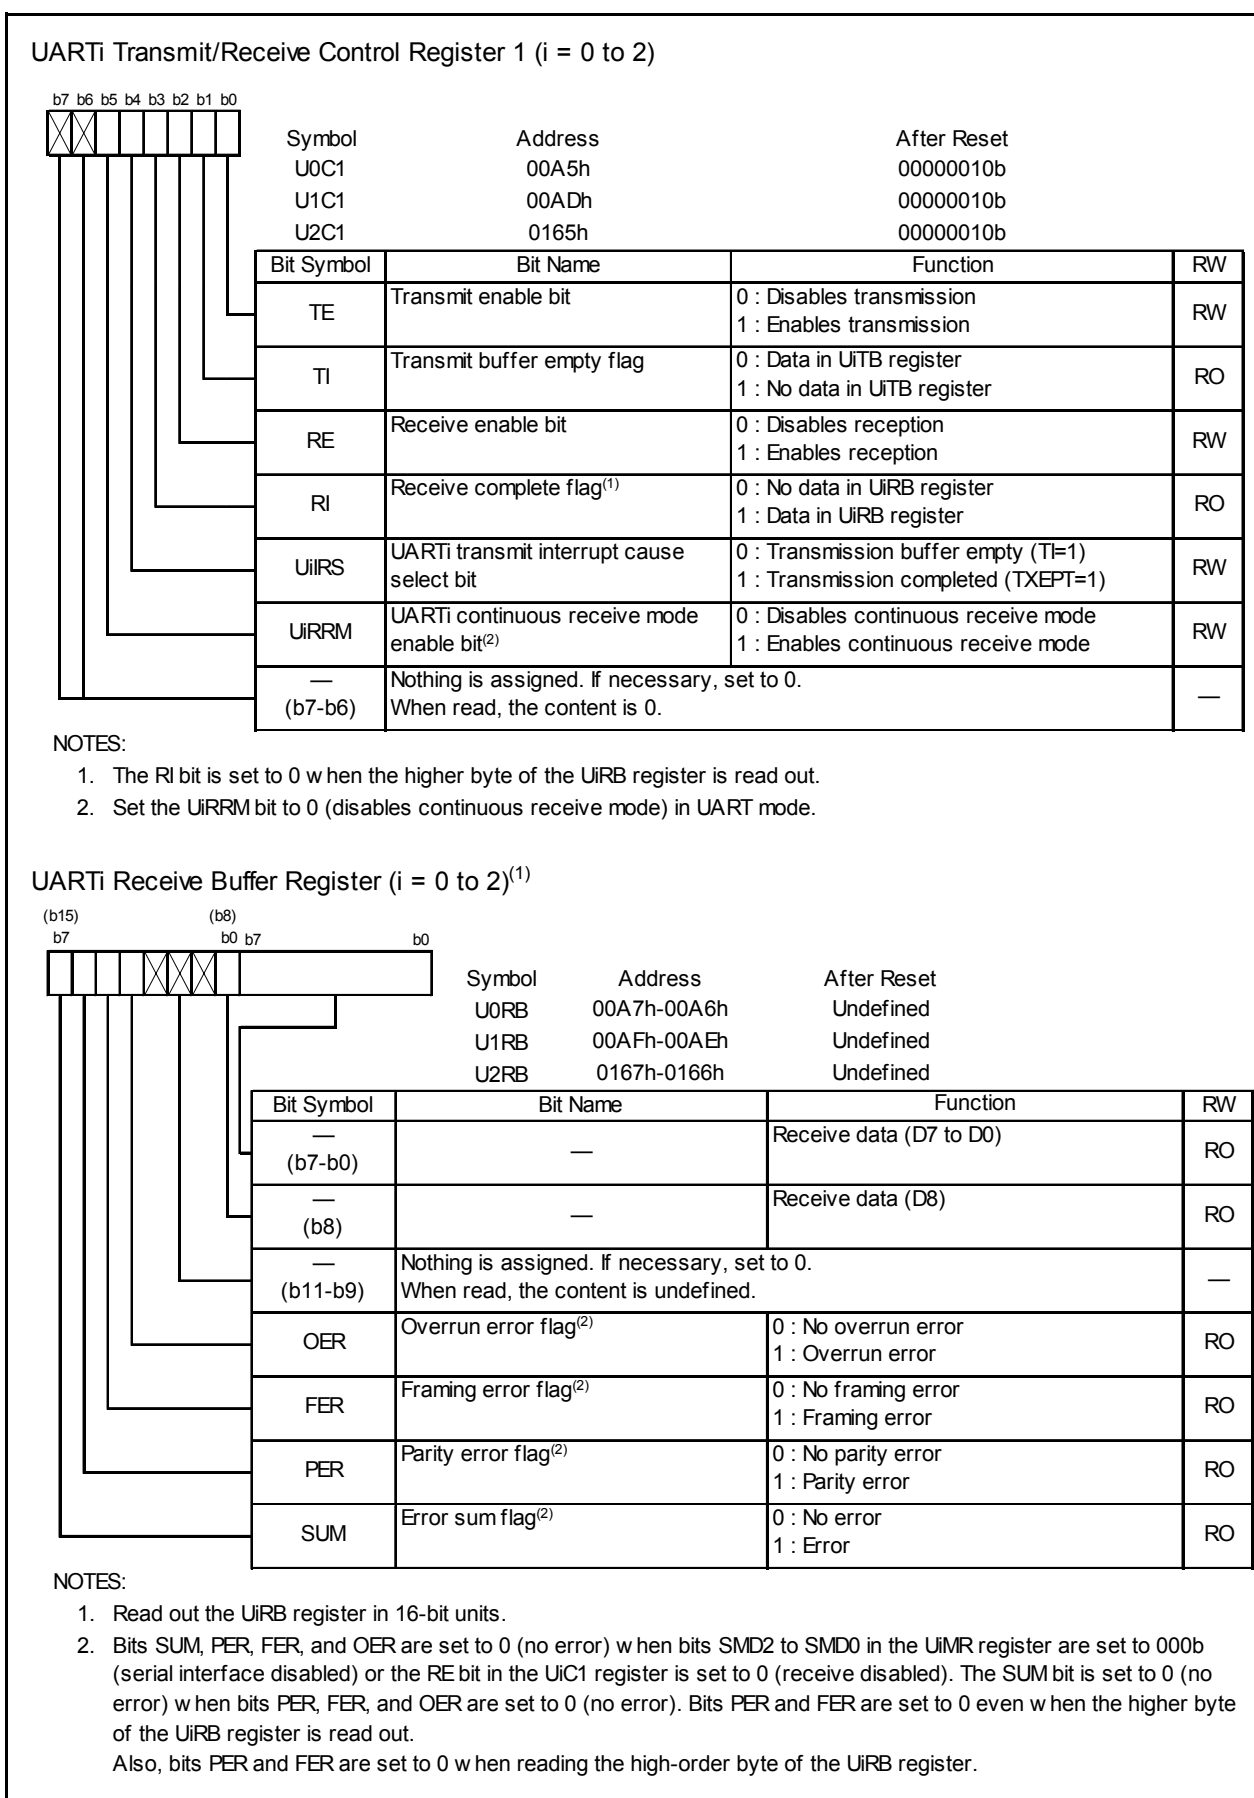 UARTi Transmit/Receive Control Register 1 (i = 0 to 2)
b7 b6 b5 b4 b3 b2 b1 b0
Symbol Address After Reset
U0C1 00A5h 00000010b
U1C1 00ADh 00000010b
U2C1 0165h 00000010b
Bit Symbol Bit Name Function RW
TE Transmit enable bit 0 : Disables transmission RW
1 : Enables transmission
TI Transmit buffer empty flag 0 : Data in UiTB register RO
1 : No data in UiTB register
RE Receive enable bit 0 : Disables reception RW
1 : Enables reception
RI Receive complete flag(1) 0 : No data in UiRB register RO
1 : Data in UiRB register
UiIRS UARTi transmit interrupt cause 0 : Transmission buffer empty (TI=1) RW
select bit 1 : Transmission completed (TXEPT=1)
UiRRM UARTi continuous receive mode 0 : Disables continuous receive mode RW
enable bit(2) 1 : Enables continuous receive mode
— Nothing is assigned. If necessary, set to 0. —
(b7-b6) When read, the content is 0.
NOTES:
1. The RI bit is set to 0 when the higher byte of the UiRB register is read out.
2. Set the UiRRM bit to 0 (disables continuous receive mode) in UART mode.
UARTi Receive Buffer Register (i = 0 to 2)(1)
(b15) (b8)
b7 b0 b7 b0
Symbol Address After Reset
U0RB 00A7h-00A6h Undefined
U1RB 00AFh-00AEh Undefined
U2RB 0167h-0166h Undefined
Bit Symbol Bit Name Function RW
— — Receive data (D7 to D0) RO
(b7-b0)
— — Receive data (D8) RO
(b8)
— Nothing is assigned. If necessary, set to 0. —
(b11-b9) When read, the content is undefined.
OER Overrun error flag(2) 0 : No overrun error RO
1 : Overrun error
FER Framing error flag(2) 0 : No framing error RO
1 : Framing error
PER Parity error flag(2) 0 : No parity error RO
1 : Parity error
SUM Error sum flag(2) 0 : No error RO
1 : Error
NOTES:
1. Read out the UiRB register in 16-bit units.
2. Bits SUM, PER, FER, and OER are set to 0 (no error) when bits SMD2 to SMD0 in the UiMR register are set to 000b
(serial interface disabled) or the RE bit in the UiC1 register is set to 0 (receive disabled). The SUM bit is set to 0 (no
error) when bits PER, FER, and OER are set to 0 (no error). Bits PER and FER are set to 0 even when the higher byte
of the UiRB register is read out.
Also, bits PER and FER are set to 0 when reading the high-order byte of the UiRB register.